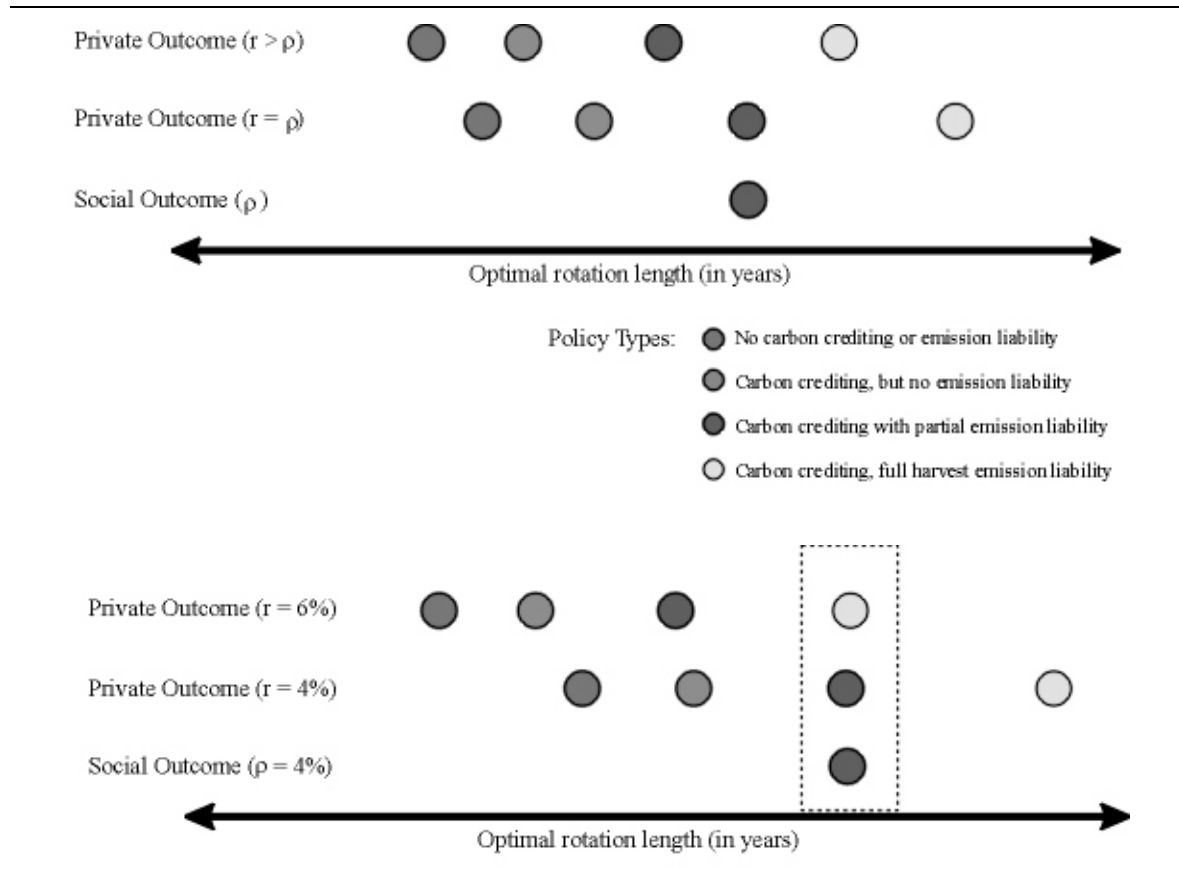 Private Outcome (r > ρ)
Private Outcome (r = ρ)
Social Outcome (ρ)
Optimal rotation length (in years)
Policy Types:
No carbon crediting or emission liability
Carbon crediting, but no emission liability
Carbon crediting with partial emission liability
Carbon crediting, full harvest emission liability
Private Outcome (r = 6%)
Private Outcome (r = 4%)
Social Outcome (ρ = 4%)
Optimal rotation length (in years)